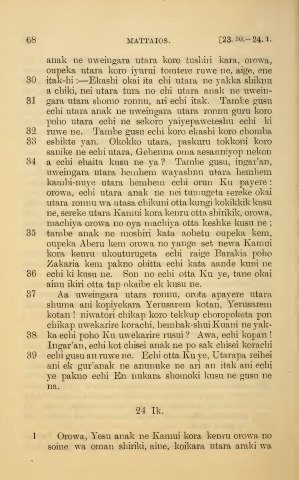 68 MATTAIOS. [23. 30.—24. 1.
anak ne uweingara utara koro tushiri kara, orowa,
oupeka utara koro iyurui tomtere ruwe ne, aige, ene
30 itak-hi :—Ekashi okai ita chi utara ne yakka shiknu
a chiki, nei utara tura no chi utara anak ne uwein-
31 gara utara shomo ronnu, ari echi itak. Tambe gusu
echi utara anak ne uweingara utara ronnu guru koro
poho utara echi ne sekoro yaiyepaweteshu echi ki
32 ruwe ne. Tambe gusu echi koro ekashi koro chomba
33 eshikte yan. Okokko utara, paskuru tokkoni koro
sanike ne echi utara, Gehenna oma aesanniyop nekon
34 a echi ehaita kusu ne ya? Tambe gusu, ingar'an,
uweingara utara hembem wayashnu utara hembem
kambi-nuye utara hembem echi orun Ku payere:
orowa, echi utara anak ne nei tumugeta sereke okai
utara ronnu wa utasa chikuni otta kungi kokikkik kusu
ne, sereke utara Kamui kora kenru otta shirikik, orowa,
machiya orowa no oya machiya otta keshke kusu ne;
35 tambe anak ne moshiri kata aohetu oupeka kem,
oupeka Aberu kem orowa no yange set newa Kamui
kora kenru ukouturugeta echi raige Barakia poho
Zakaria kem pakno obitta echi kata aande kuni ne
36 echi ki kusu ne. Son no echi otta Ku ye, tane okai
ainu ikiri otta tap okaibe ek kusu ne.
37 Aa uweingara utara ronnu, orota apayere utara
shuma ani kopiyekara Yerusarem kotan, Yerusarem
kotan! niwatori chikap koro tekkup choropoketa pon
chikap uwekarire korachi, hembak-shui Kuani ne yak-
38 ka echi poho Ku uwekarire rusui? Awa, echi kopan!
Ingar'an, echi kot chisei anak ne po sak chisei korachi
39 echi gusu an ruwe ne. Echi otta Ku ye, Utarapa reihei
ani ek gur'anak ne anunuke ne ari an itak ani echi
ye pakno echi En nukara shomoki kusu ne gusu ne
na.
24 Ik.
1 Orowa, Yesu anak ne Kamui kora kenru orowa no
soine wa oman shiriki, aine, koikara utara araki wa